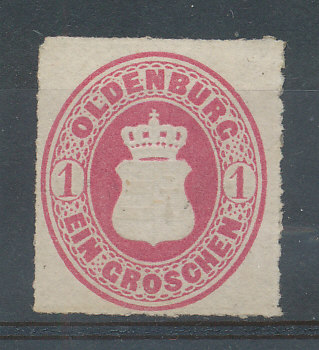 OLDENBURG
1 1
EIN GROSCHEN